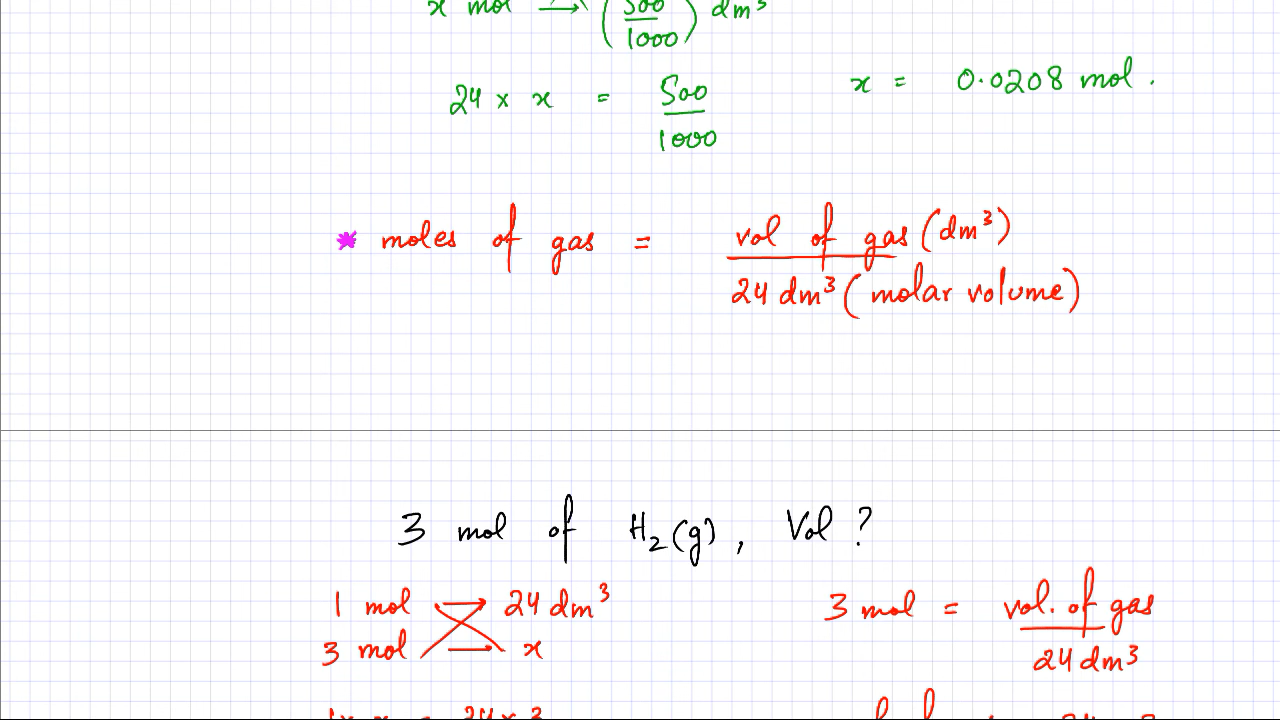 x mol → (500/1000) dm³
24 × x = 500/1000
x = 0.0208 mol.
* moles of gas = vol of gas (dm³) / 24 dm³ (molar volume)
3 mol of H₂(g), Vol?
1 mol → 24 dm³
3 mol → x
3 mol = vol. of gas / 24 dm³